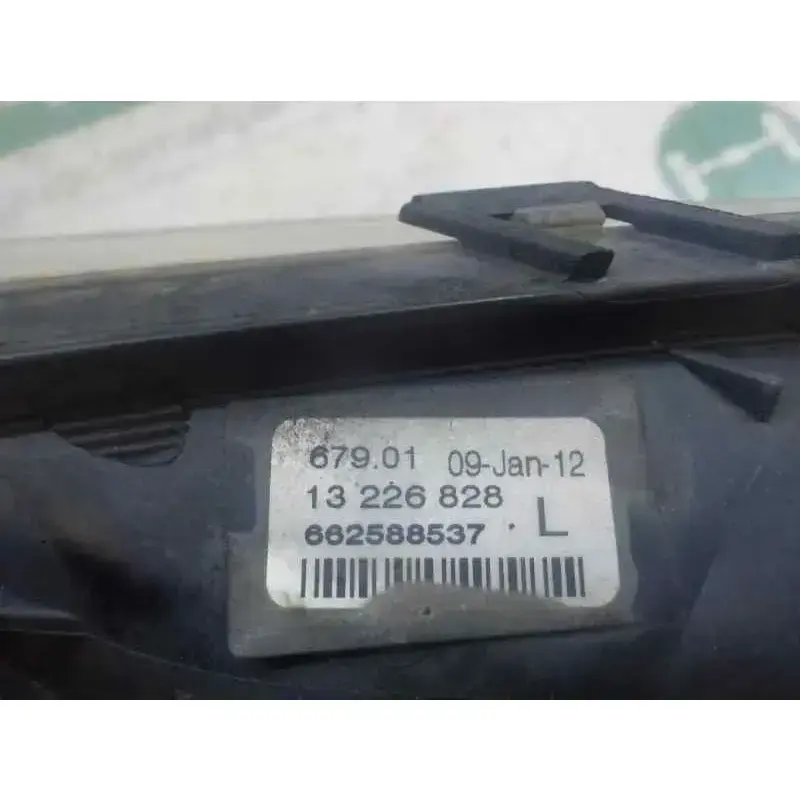 679.01 09-Jan-12
13 226 828
662588537 . L